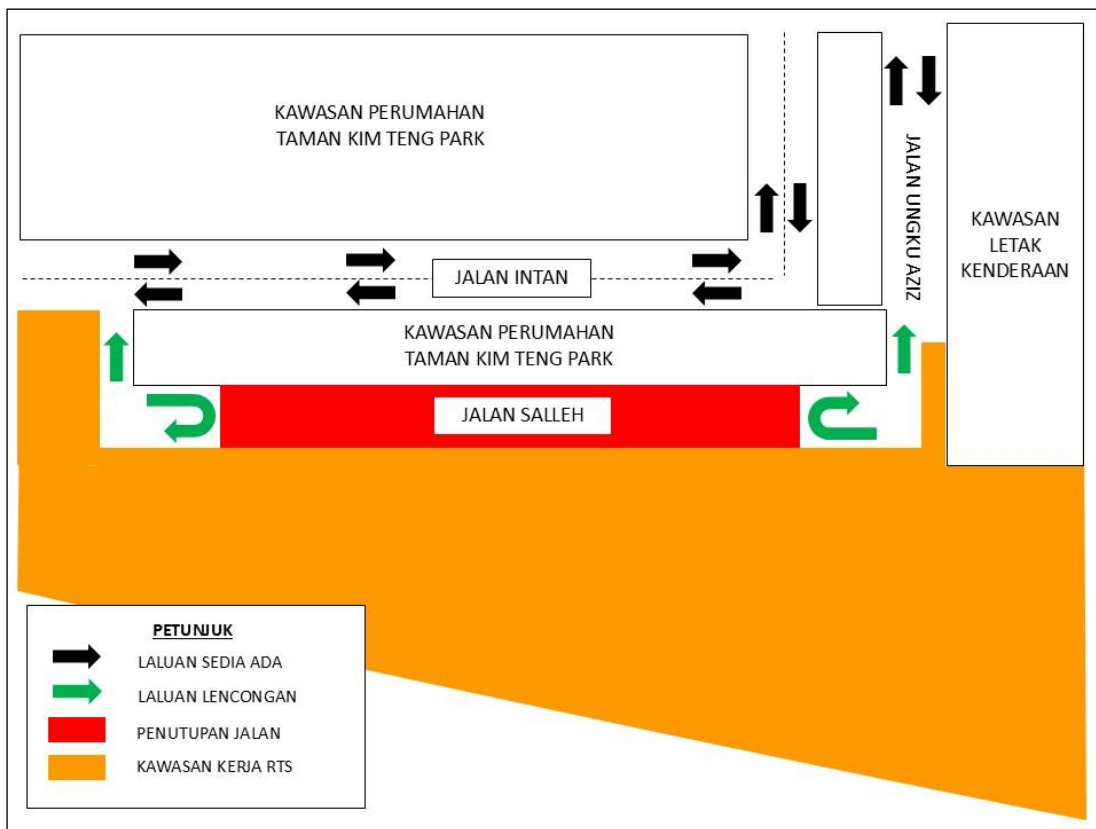 KAWASAN PERUMAHAN
TAMAN KIM TENG PARK
JALAN UNGKU AZIZ
KAWASAN
LETAK
KENDERAAN
JALAN INTAN
KAWASAN PERUMAHAN
TAMAN KIM TENG PARK
JALAN SALLEH
PETUNJUK
LALUAN SEDIA ADA
LALUAN LENCONGAN
PENUTUPAN JALAN
KAWASAN KERJA RTS